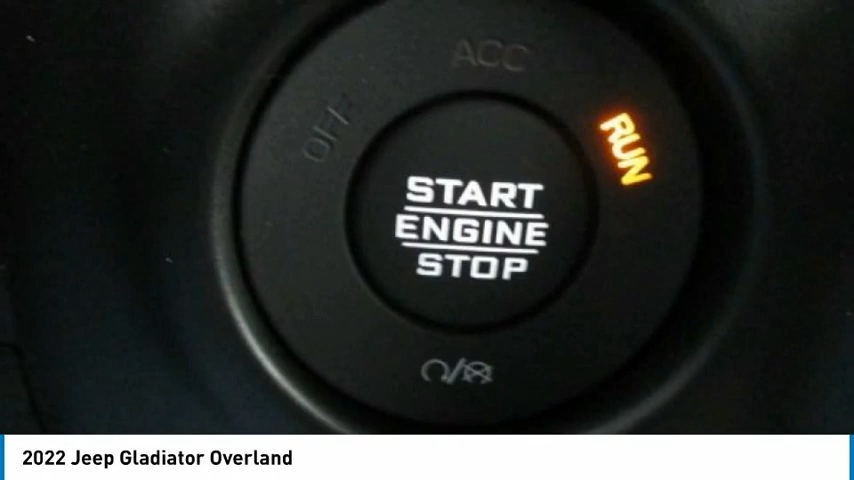 ACC
OFF
RUN
START
ENGINE
STOP
2022 Jeep Gladiator Overland